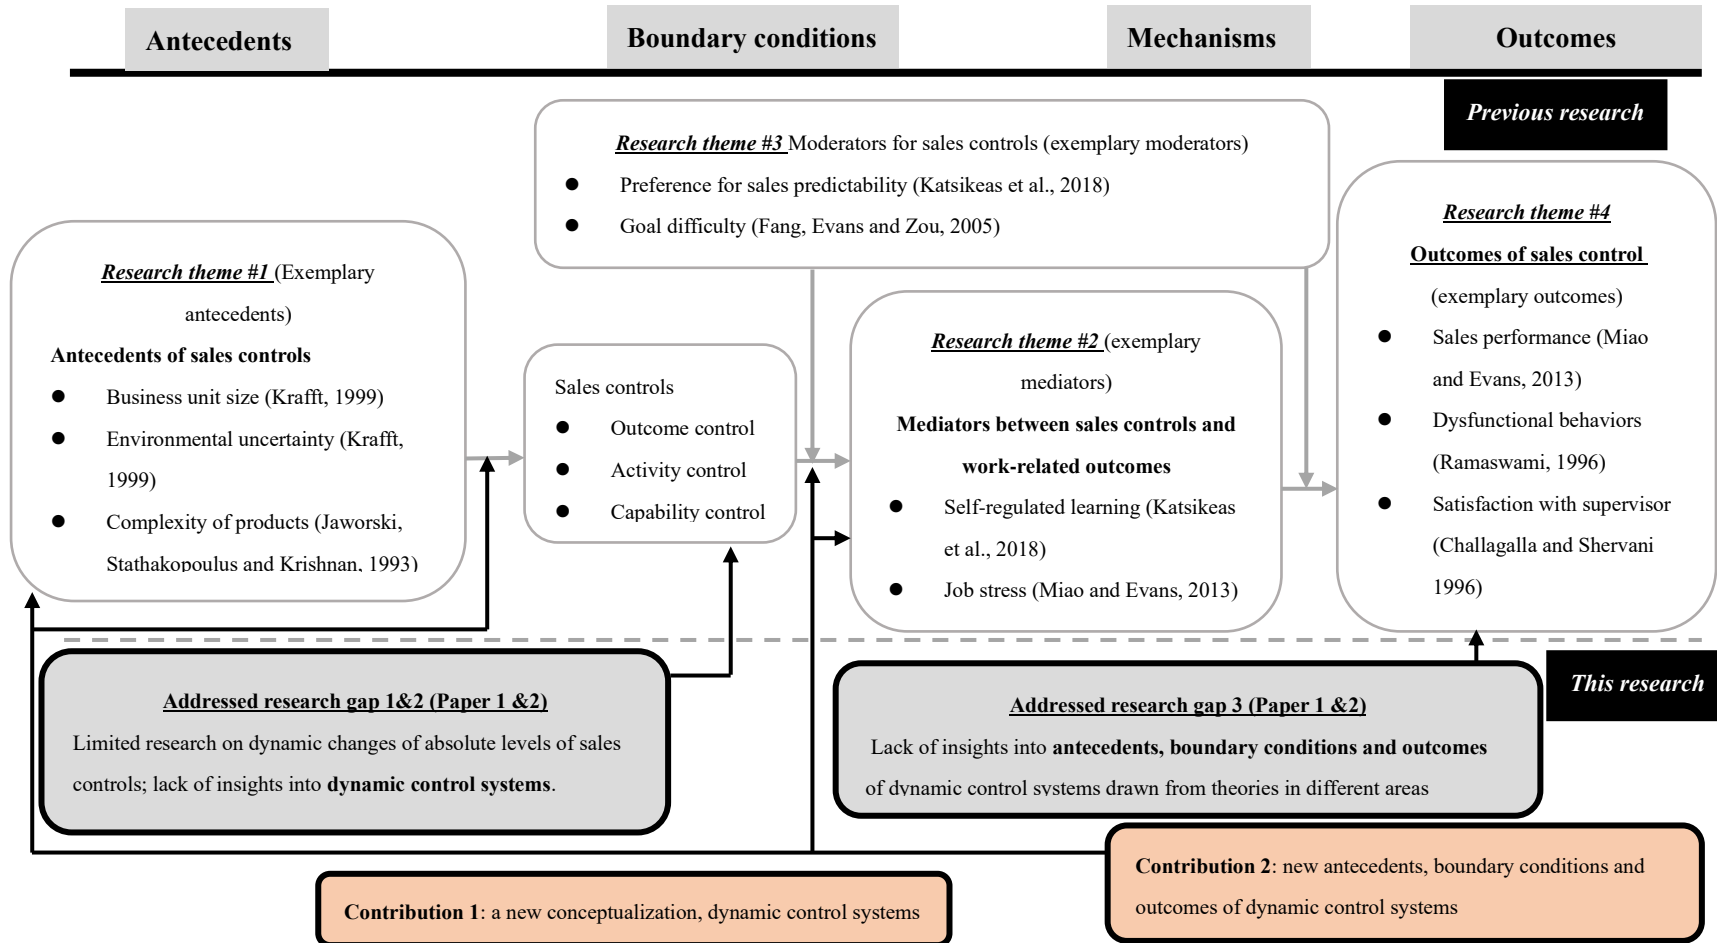 Antecedents
Boundary conditions
Mechanisms
Outcomes
Previous research
Research theme #3 Moderators for sales controls (exemplary moderators)
● Preference for sales predictability (Katsikeas et al., 2018)
● Goal difficulty (Fang, Evans and Zou, 2005)
Research theme #1 (Exemplary
antecedents)
Antecedents of sales controls
● Business unit size (Krafft, 1999)
● Environmental uncertainty (Krafft,
1999)
● Complexity of products (Jaworski,
Stathakopoulus and Krishnan, 1993)
Sales controls
● Outcome control
● Activity control
● Capability control
Research theme #2 (exemplary
mediators)
Mediators between sales controls and
work-related outcomes
● Self-regulated learning (Katsikeas
et al., 2018)
● Job stress (Miao and Evans, 2013)
Research theme #4
Outcomes of sales control
(exemplary outcomes)
● Sales performance (Miao
and Evans, 2013)
● Dysfunctional behaviors
(Ramaswami, 1996)
● Satisfaction with supervisor
(Challagalla and Shervani
1996)
This research
Addressed research gap 1&2 (Paper 1 &2)
Limited research on dynamic changes of absolute levels of sales
controls; lack of insights into dynamic control systems.
Addressed research gap 3 (Paper 1 &2)
Lack of insights into antecedents, boundary conditions and outcomes
of dynamic control systems drawn from theories in different areas
Contribution 1: a new conceptualization, dynamic control systems
Contribution 2: new antecedents, boundary conditions and
outcomes of dynamic control systems